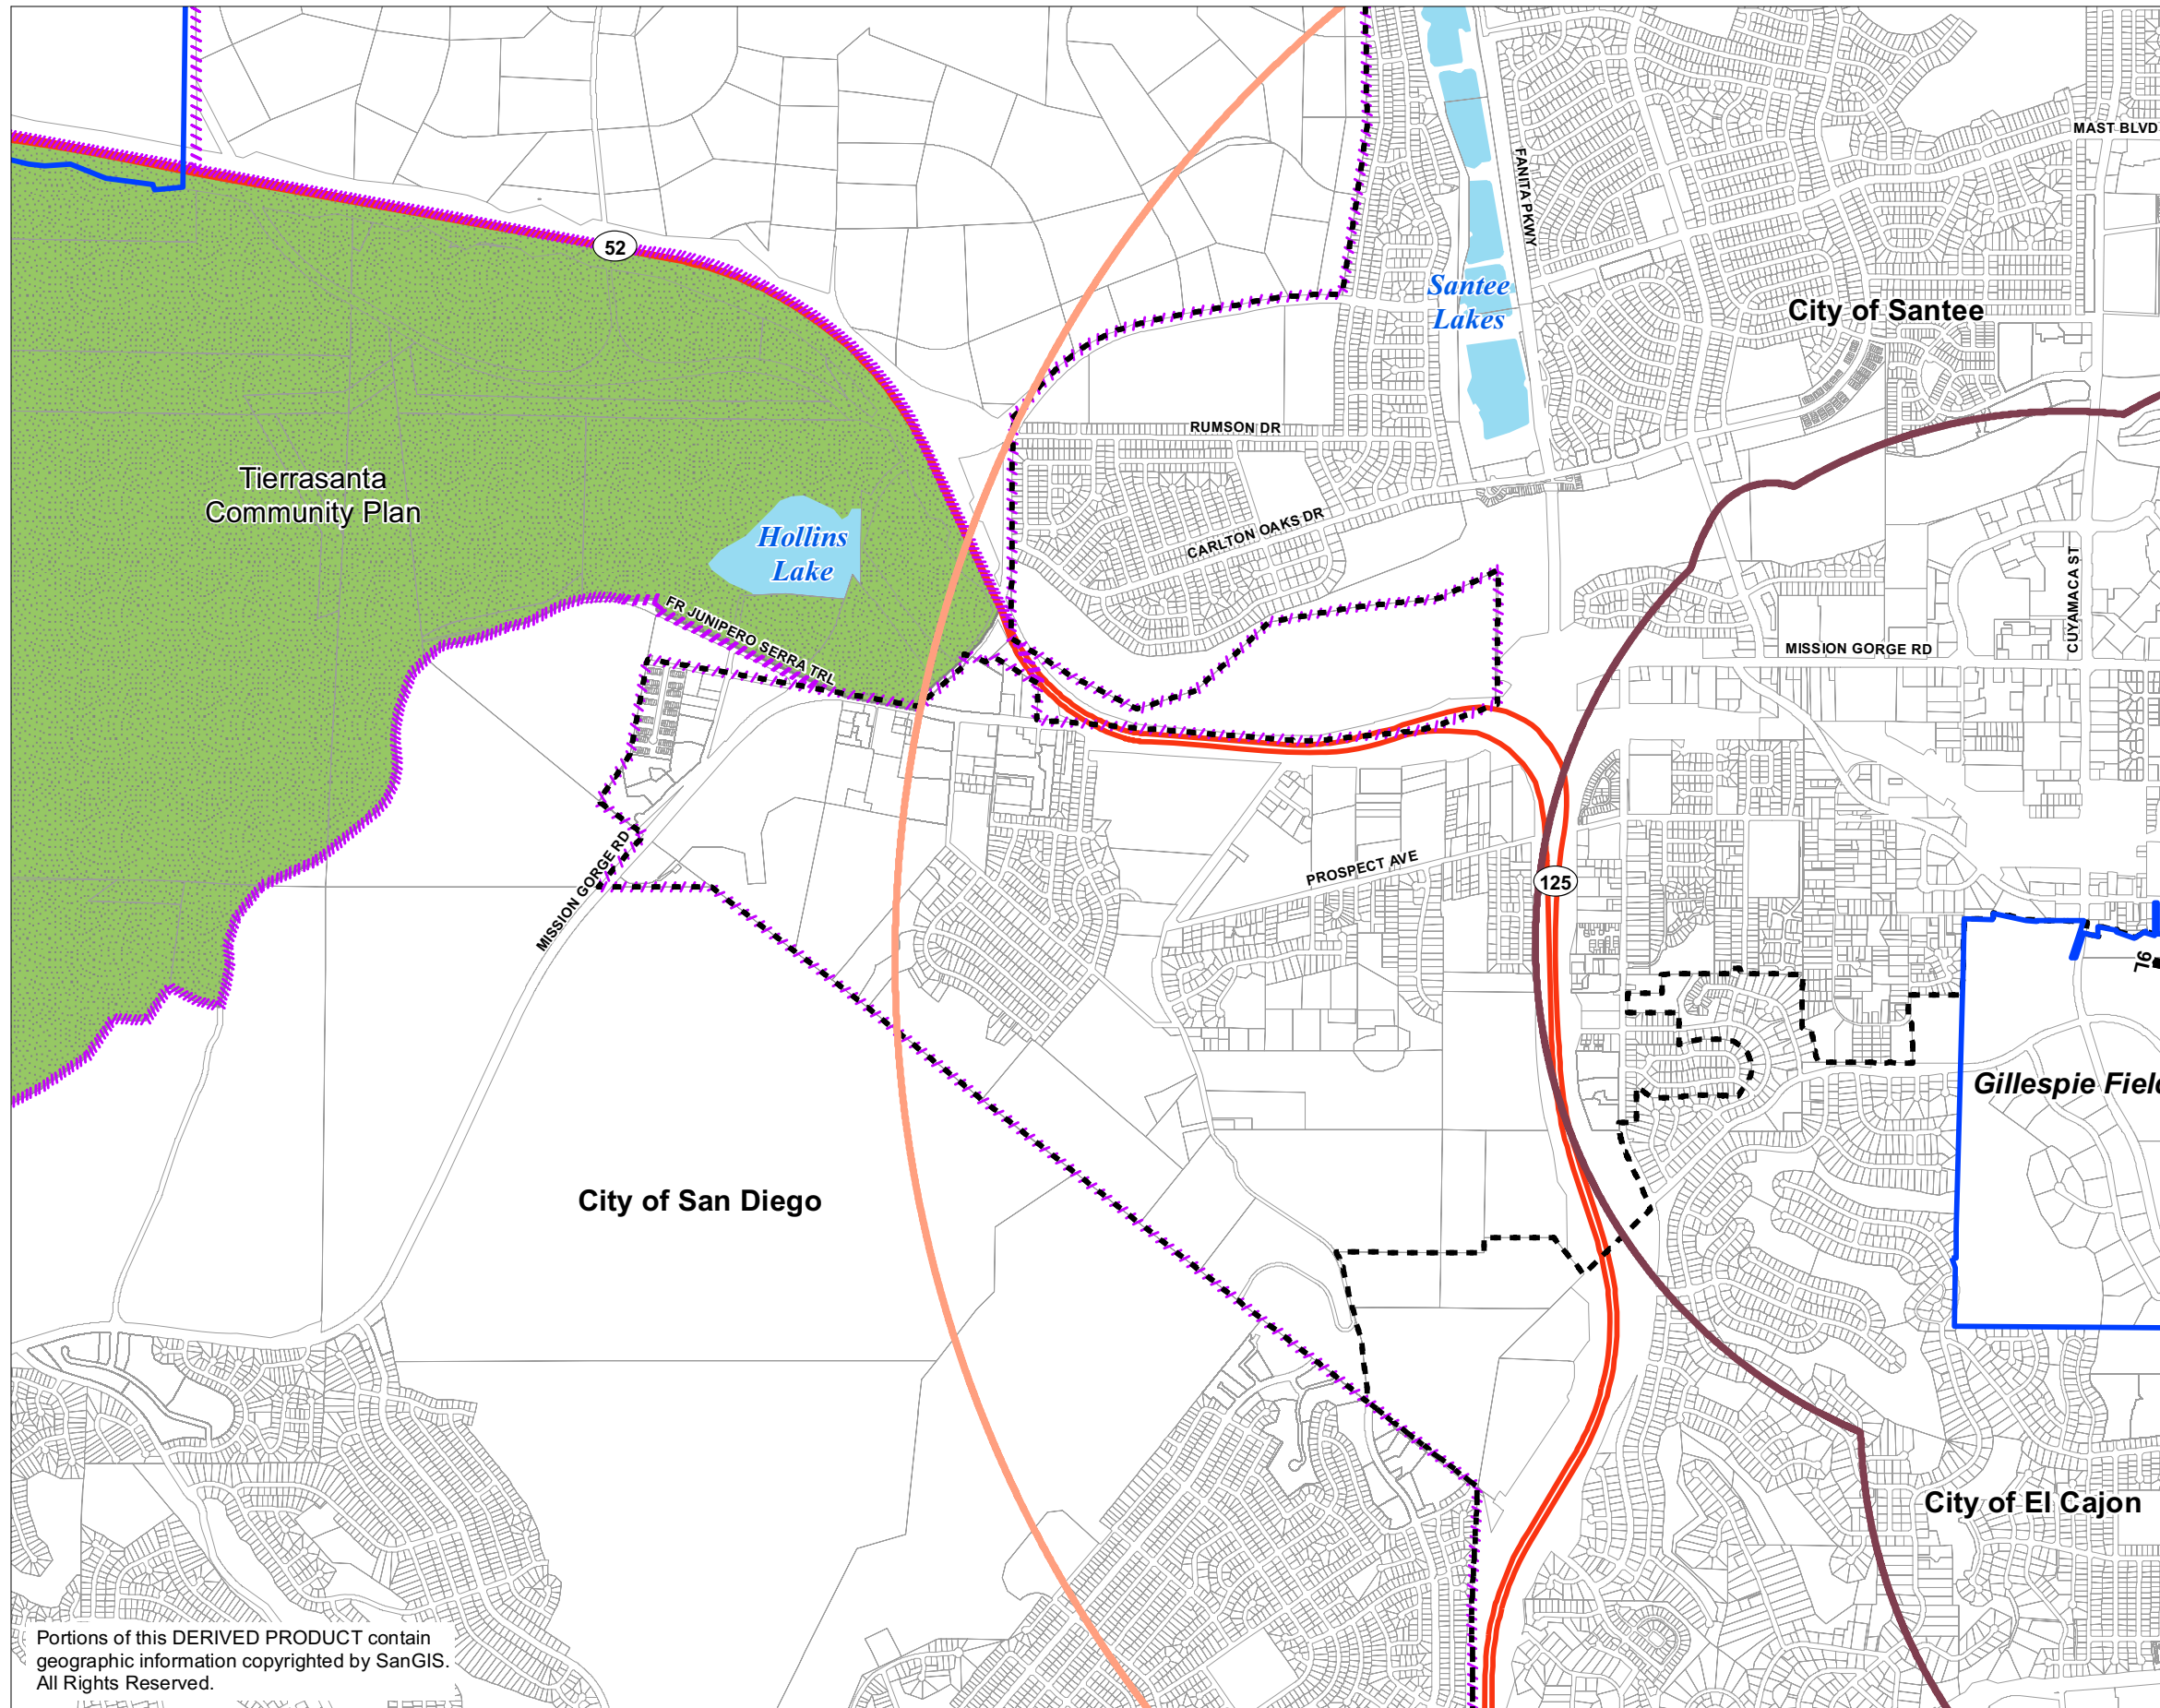 MAST BLVD
FANITA PKWY
52
Santee
Lakes
City of Santee
RUMSON DR
Tierrasanta
Community Plan
CARLTON OAKS DR
Hollins
Lake
CUYAMACA ST
FR JUNIPERO SERRA TRL
MISSION GORGE RD
MISSION GORGE RD
PROSPECT AVE
125
9L
Gillespie Field
City of San Diego
City of El Cajon
Portions of this DERIVED PRODUCT contain
geographic information copyrighted by SanGIS.
All Rights Reserved.